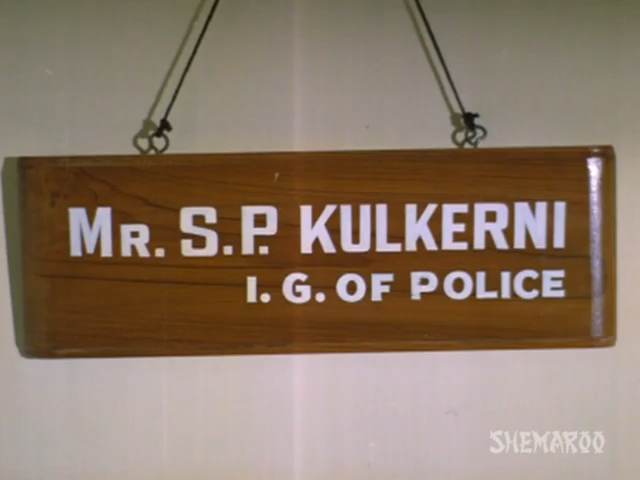 MR. S.P. KULKERNI
I. G. OF POLICE
SHEMAROO